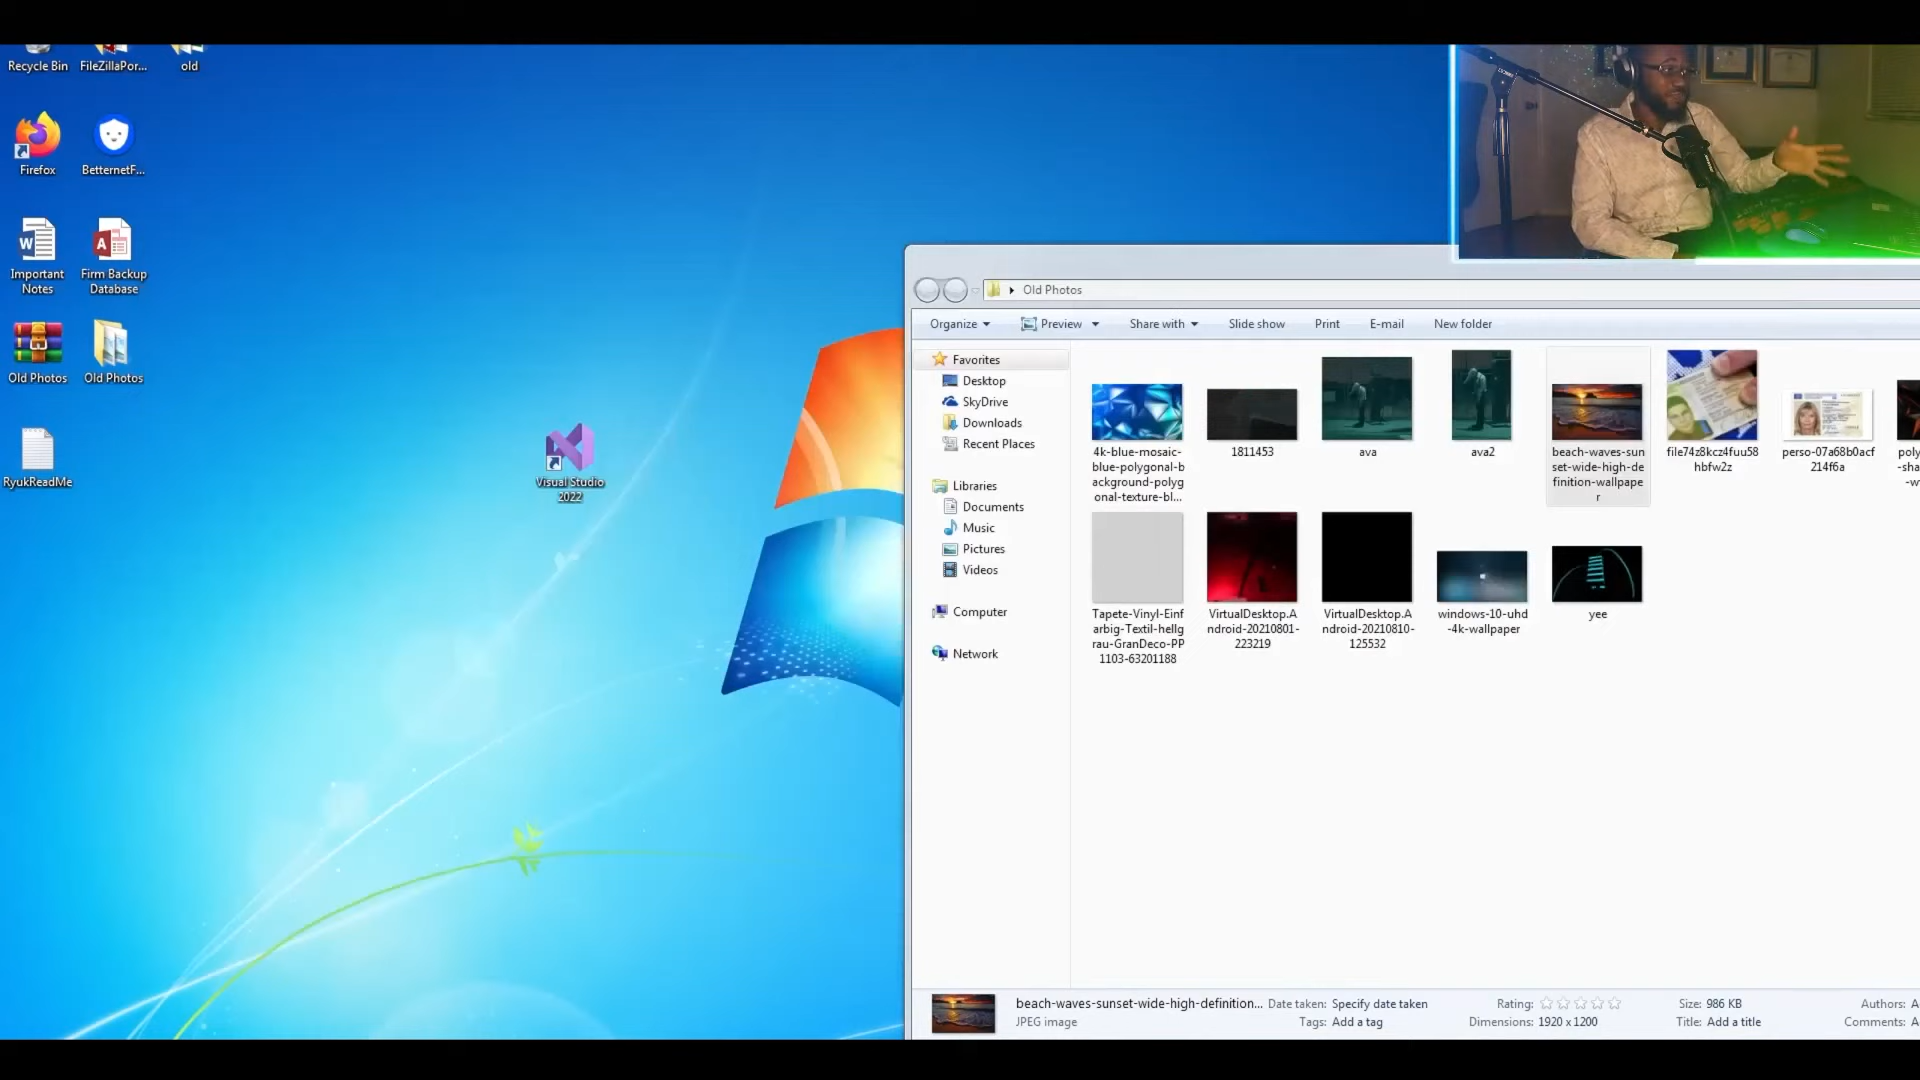 Recycle Bin
FileZillaPor...
old
Firefox
BetternetF...
Important
Notes
Firm Backup
Database
Old Photos
Old Photos
RyukReadMe
Visual Studio
2022
Old Photos
Organize
Preview
Share with
Slide show
Print
E-mail
New folder
Favorites
Desktop
SkyDrive
Downloads
Recent Places
Libraries
Documents
Music
Pictures
Videos
Computer
Network
4k-blue-mosaic-
blue-polygonal-b
ackground-polyg
onal-texture-bl...
1811453
ava
ava2
beach-waves-sun
set-wide-high-de
finition-wallpape
r
file74z8kcz4fuu58
hbfw2z
perso-07a68b0acf
214f6a
poly
-sha
-w
Tapete-Vinyl-Einf
arbig-Textil-hellg
rau-GranDeco-PP
1103-63201188
VirtualDesktop.A
ndroid-20210801-
223219
VirtualDesktop.A
ndroid-20210810-
125532
windows-10-uhd
-4k-wallpaper
yee
beach-waves-sunset-wide-high-definition... Date taken: Specify date taken Rating: Size: 986 KB Authors: A
JPEG image Tags: Add a tag Dimensions: 1920 x 1200 Title: Add a title Comments: A